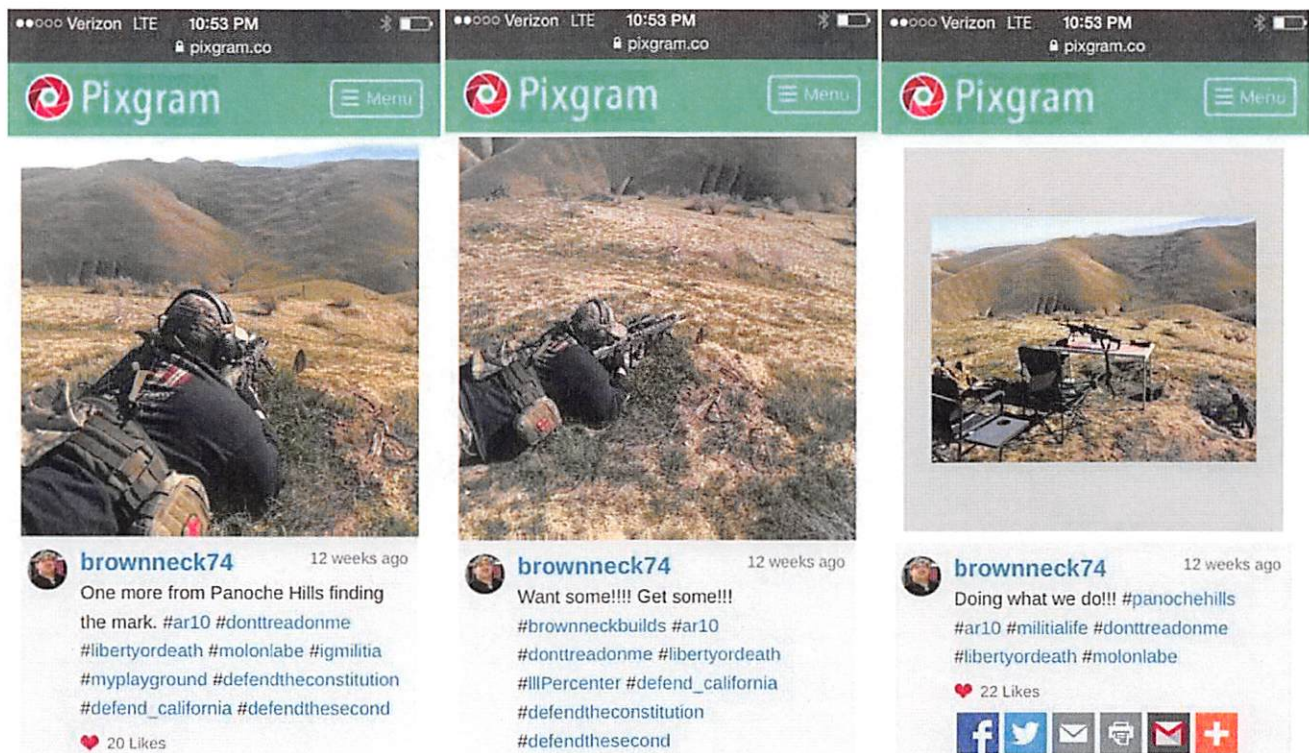 ●●○○○ Verizon LTE 10:53 PM
pixgram.co
Pixgram
☰ Menu
brownneck74 12 weeks ago
One more from Panoche Hills finding
the mark. #ar10 #donttreadonme
#libertyordeath #molonlabe #igmilitia
#myplayground #defendtheconstitution
#defend_california #defendthesecond
20 Likes
●●○○○ Verizon LTE 10:53 PM
pixgram.co
Pixgram
☰ Menu
brownneck74 12 weeks ago
Want some!!!! Get some!!!
#brownneckbuilds #ar10
#donttreadonme #libertyordeath
#IIIPercenter #defend_california
#defendtheconstitution
#defendthesecond
●●○○○ Verizon LTE 10:53 PM
pixgram.co
Pixgram
☰ Menu
brownneck74 12 weeks ago
Doing what we do!!! #panochehills
#ar10 #militialife #donttreadonme
#libertyordeath #molonlabe
22 Likes